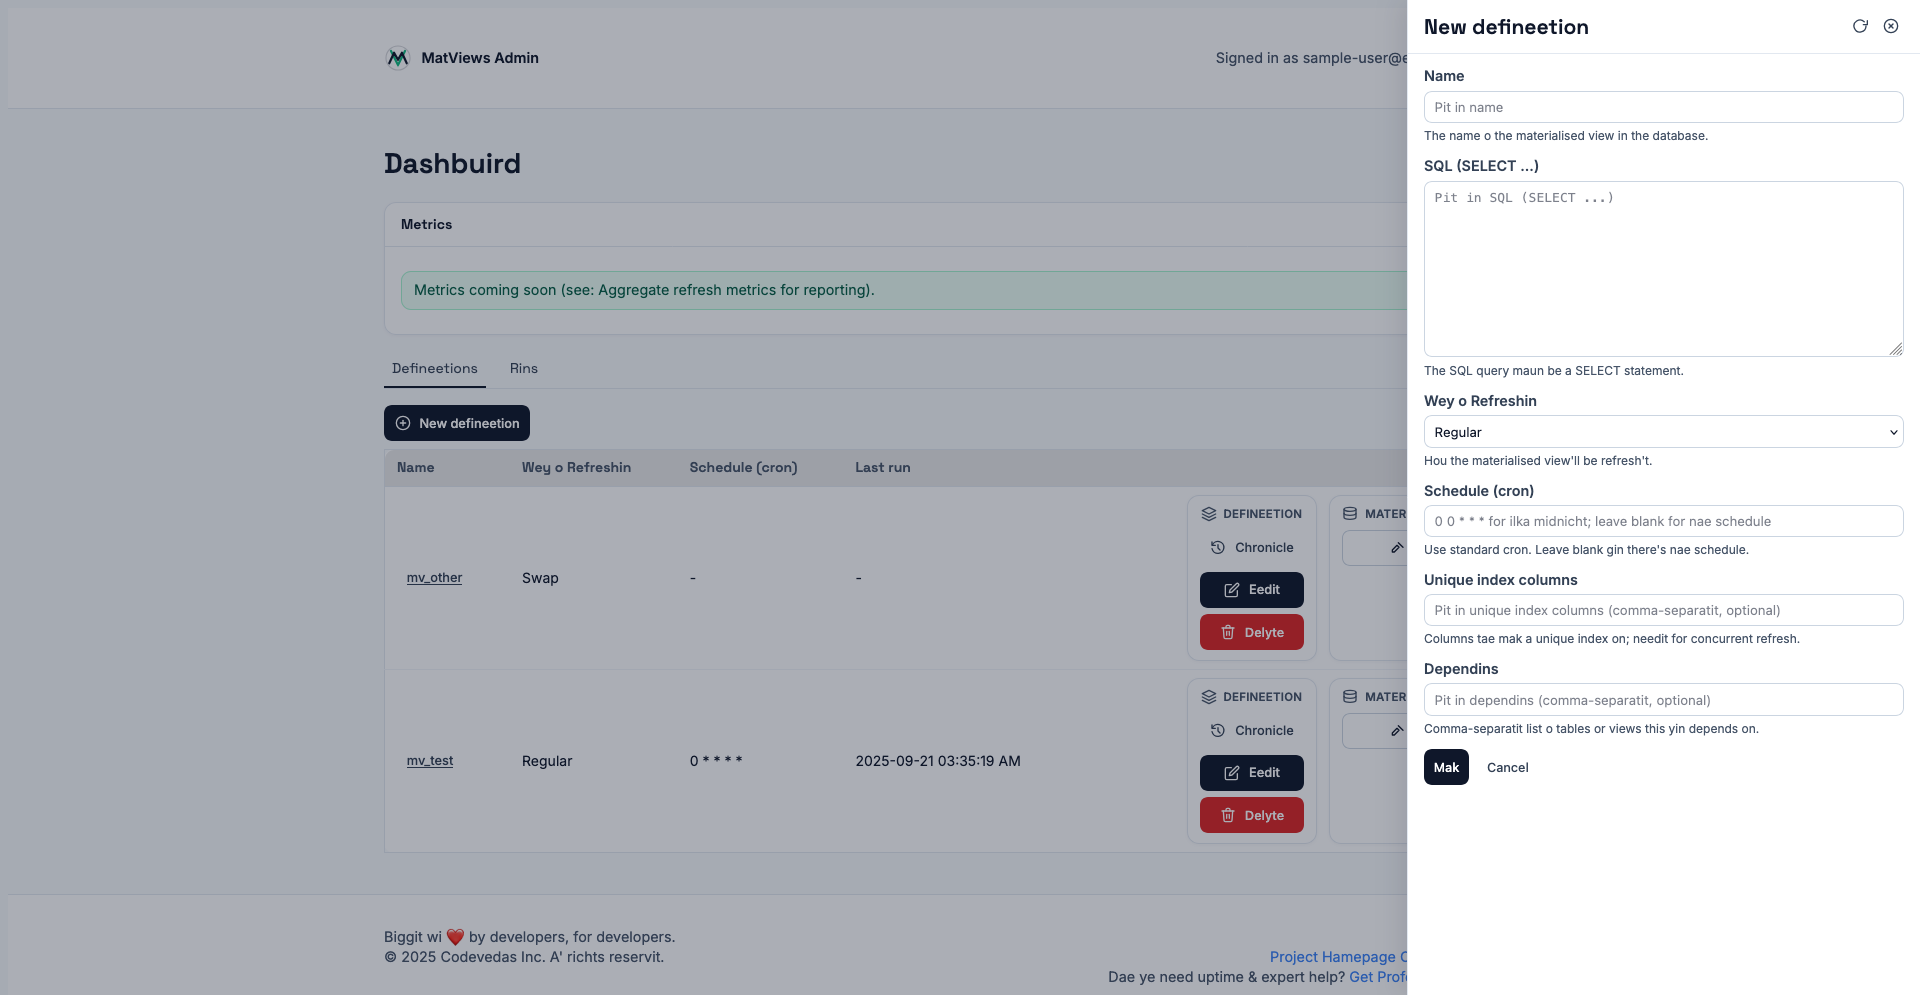 MatViews Admin
Signed in as sample-user@e
Dashbuird
Metrics
Metrics coming soon (see: Aggregate refresh metrics for reporting).
Defineetions
Rins
New defineetion
Name
Wey o Refreshin
Schedule (cron)
Last run
mv_other
Swap
-
-
DEFINEETION
Chronicle
Eedit
Delyte
MATER
mv_test
Regular
0 * * * *
2025-09-21 03:35:19 AM
DEFINEETION
Chronicle
Eedit
Delyte
MATER
Biggit wi ❤️ by developers, for developers.
© 2025 Codevedas Inc. A' richts reservit.
Project Hamepage
Dae ye need uptime & expert help? Get Prof
New defineetion
Name
Pit in name
The name o the materialised view in the database.
SQL (SELECT ...)
Pit in SQL (SELECT ...)
The SQL query maun be a SELECT statement.
Wey o Refreshin
Regular
Hou the materialised view'll be refresh't.
Schedule (cron)
0 0 * * * for ilka midnicht; leave blank for nae schedule
Use standard cron. Leave blank gin there's nae schedule.
Unique index columns
Pit in unique index columns (comma-separatit, optional)
Columns tae mak a unique index on; needit for concurrent refresh.
Dependins
Pit in dependins (comma-separatit, optional)
Comma-separatit list o tables or views this yin depends on.
Mak
Cancel